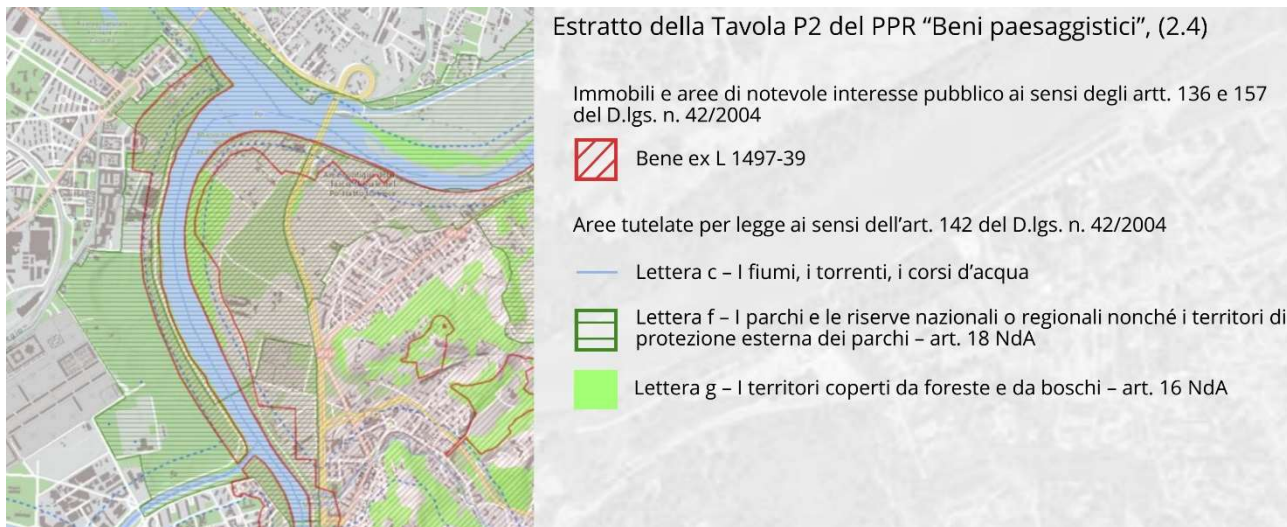 Estratto della Tavola P2 del PPR “Beni paesaggistici”, (2.4)
Immobili e aree di notevole interesse pubblico ai sensi degli artt. 136 e 157
del D.lgs. n. 42/2004
Bene ex L 1497-39
Aree tutelate per legge ai sensi dell’art. 142 del D.lgs. n. 42/2004
Lettera c – I fiumi, i torrenti, i corsi d’acqua
Lettera f – I parchi e le riserve nazionali o regionali nonché i territori di
protezione esterna dei parchi – art. 18 NdA
Lettera g – I territori coperti da foreste e da boschi – art. 16 NdA